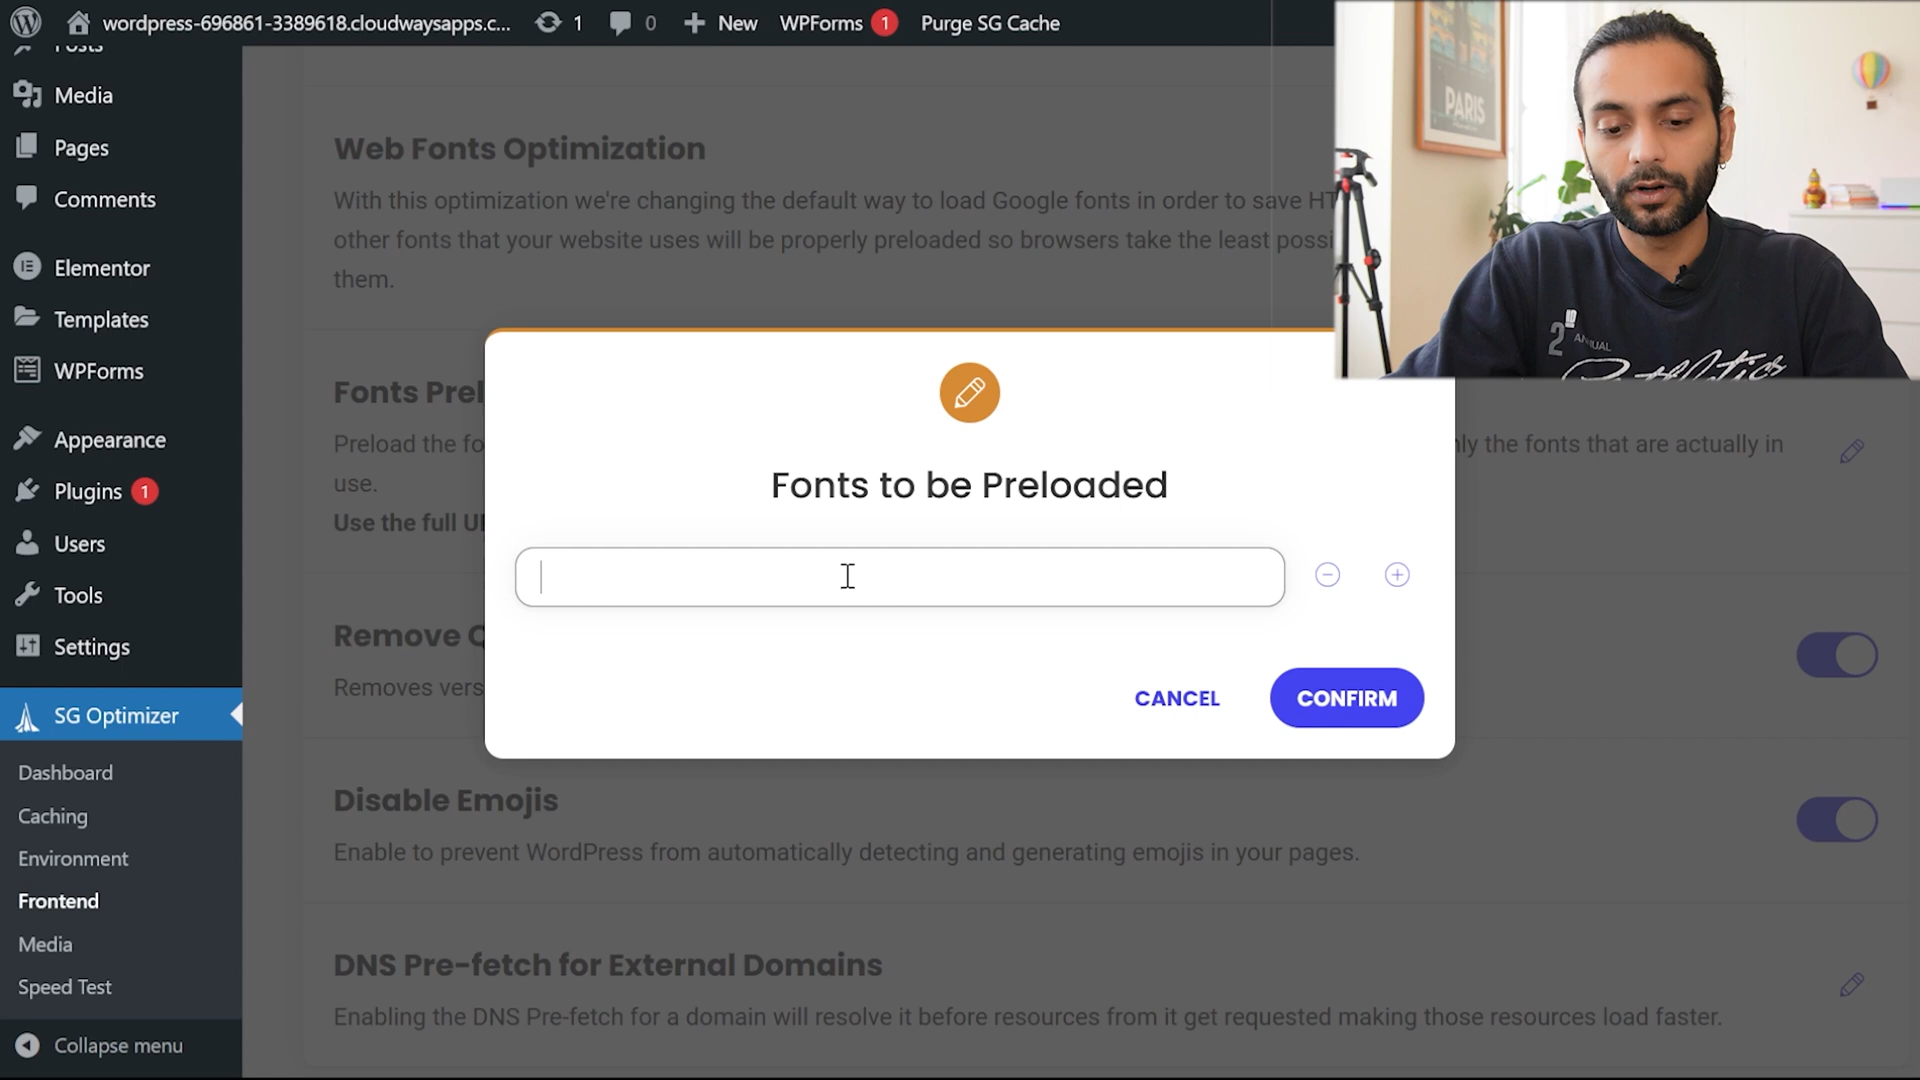 wordpress-696861-3389618.cloudwaysapps.c... 1 0 New WPForms 1 Purge SG Cache
Posts
Media
Pages
Comments
Elementor
Templates
WPForms
Appearance
Plugins 1
Users
Tools
Settings
SG Optimizer
Dashboard
Caching
Environment
Frontend
Media
Speed Test
Collapse menu
Web Fonts Optimization
With this optimization we're changing the default way to load Google fonts in order to save HT
other fonts that your website uses will be properly preloaded so browsers take the least possi
them.
Fonts Prel
Preload the fo
nly the fonts that are actually in
use.
Use the full U
Fonts to be Preloaded
CANCEL CONFIRM
Remove
Removes vers
Disable Emojis
Enable to prevent WordPress from automatically detecting and generating emojis in your pages.
DNS Pre-fetch for External Domains
Enabling the DNS Pre-fetch for a domain will resolve it before resources from it get requested making those resources load faster.
PARIS
2